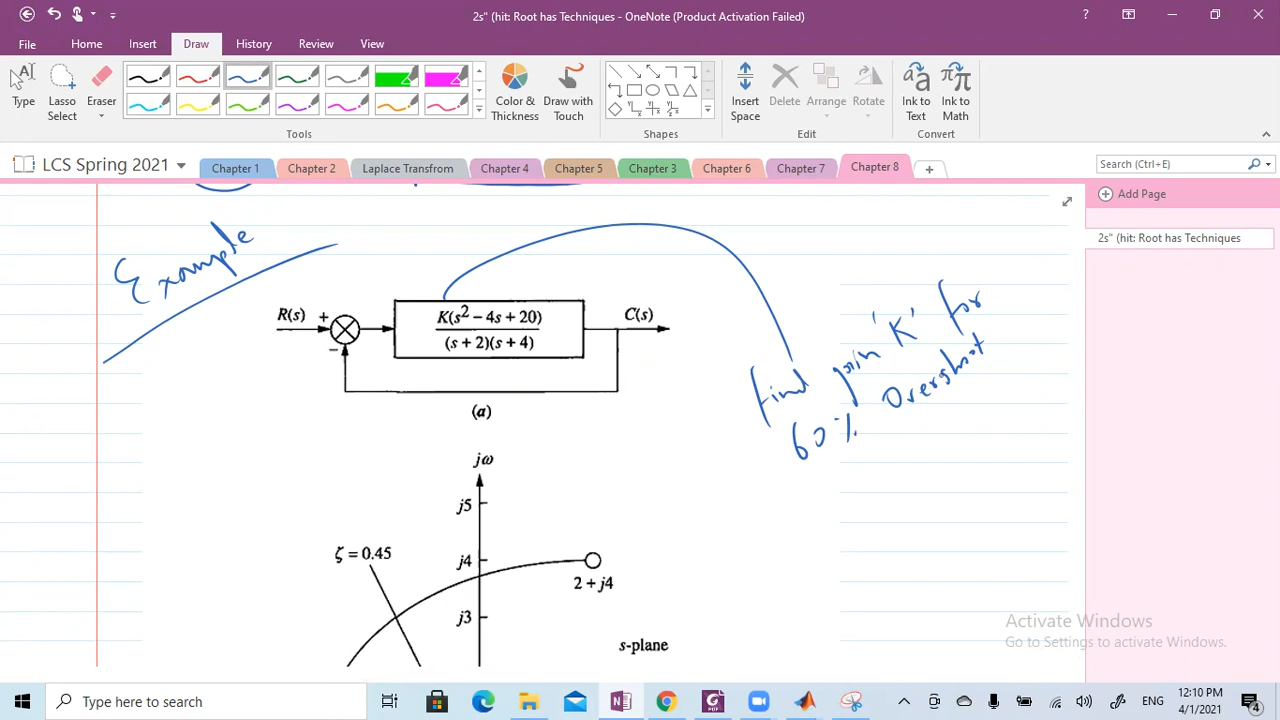 2s" (hit: Root has Techniques - OneNote (Product Activation Failed)
File Home Insert Draw History Review View
Type
Lasso Select
Eraser
Color & Thickness
Draw with Touch
Insert Space
Delete
Arrange
Rotate
Ink to Text
Ink to Math
Tools
Shapes
Edit
Convert
LCS Spring 2021
Chapter 1 Chapter 2 Laplace Transfrom Chapter 4 Chapter 5 Chapter 3 Chapter 6 Chapter 7 Chapter 8
Search (Ctrl+E)
Add Page
2s" (hit: Root has Techniques
Example
R(s) + −
K(s² − 4s + 20)
(s + 2)(s + 4)
C(s)
(a)
find gain 'K' for
60% Overshoot
jω
j5
ζ = 0.45
j4
2 + j4
j3
s-plane
Activate Windows
Go to Settings to activate Windows.
Type here to search
ENG
12:10 PM
4/1/2021
4